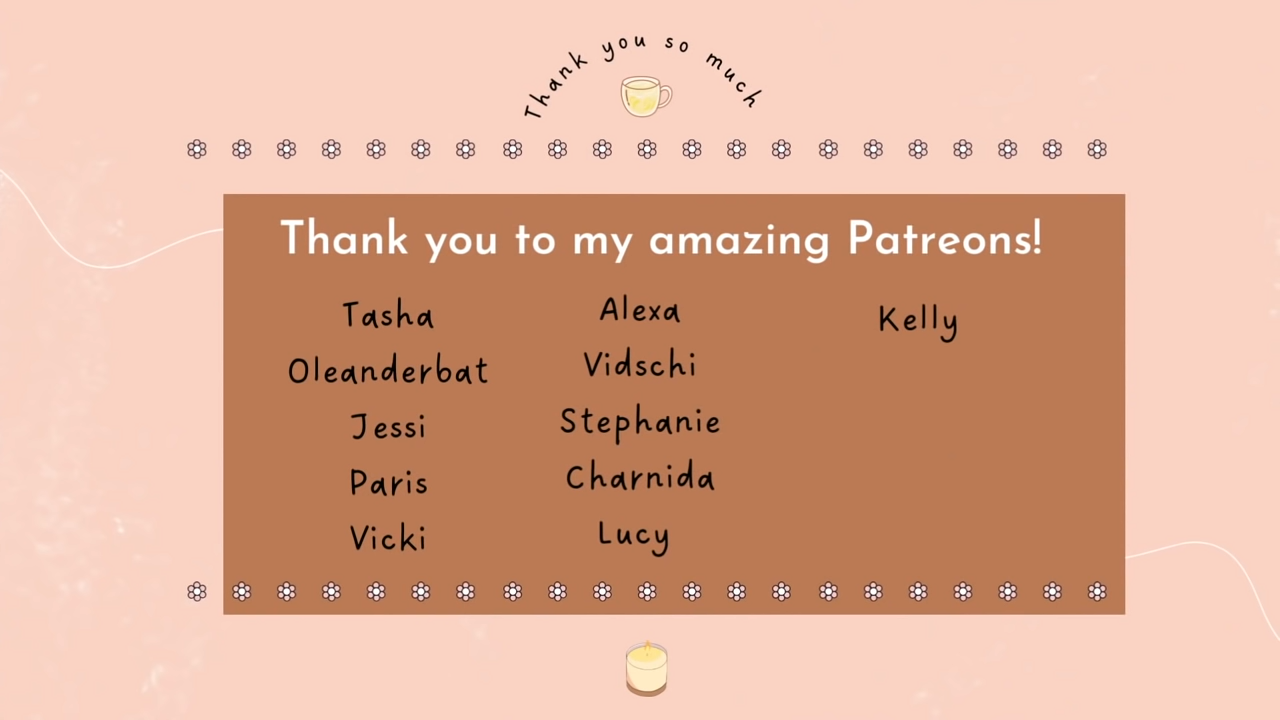 Thank you so much
Thank you to my amazing Patreons!
Tasha
Oleanderbat
Jessi
Paris
Vicki
Alexa
Vidschi
Stephanie
Charnida
Lucy
Kelly